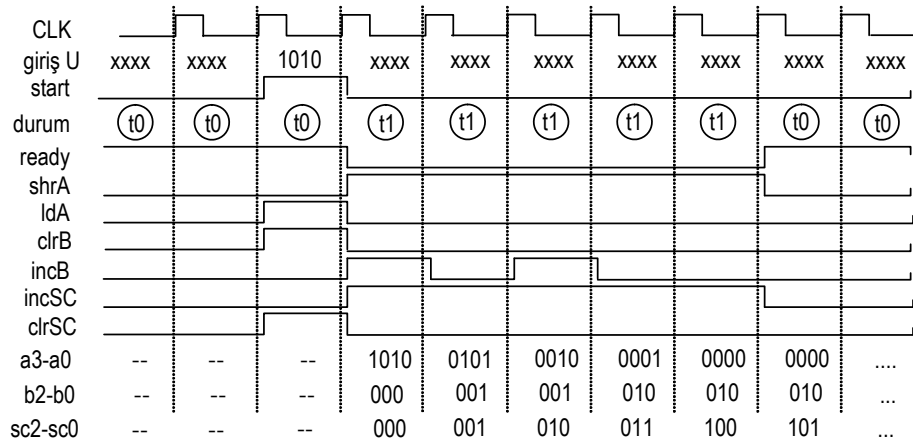 CLK
giriş U xxxx xxxx 1010 xxxx xxxx xxxx xxxx xxxx xxxx xxxx
start
durum t0 t0 t0 t1 t1 t1 t1 t1 t0 t0
ready
shrA
ldA
clrB
incB
incSC
clrSC
a3-a0 -- -- -- 1010 0101 0010 0001 0000 0000 ....
b2-b0 -- -- -- 000 001 001 010 010 010 ...
sc2-sc0 -- -- -- 000 001 010 011 100 101 ...